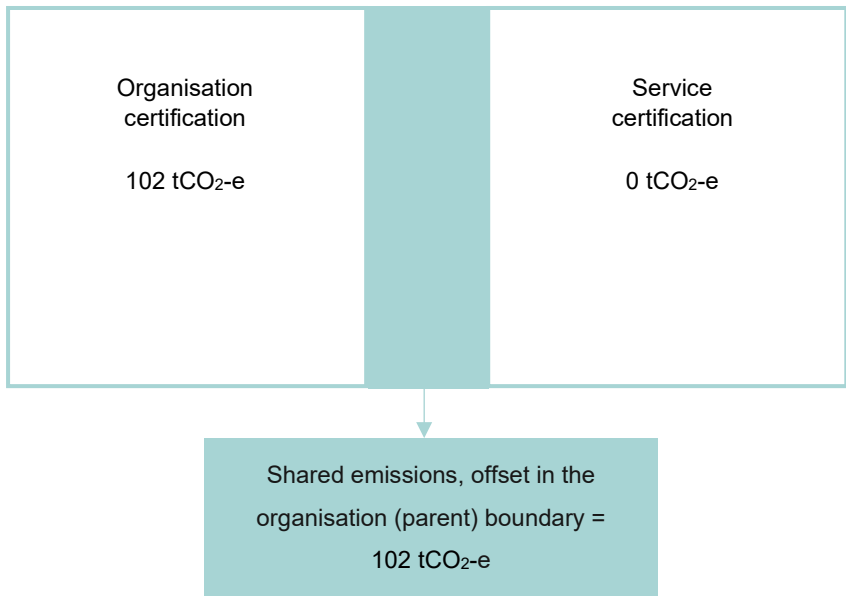 Organisation
certification
102 tCO₂-e
Service
certification
0 tCO₂-e
Shared emissions, offset in the
organisation (parent) boundary =
102 tCO₂-e